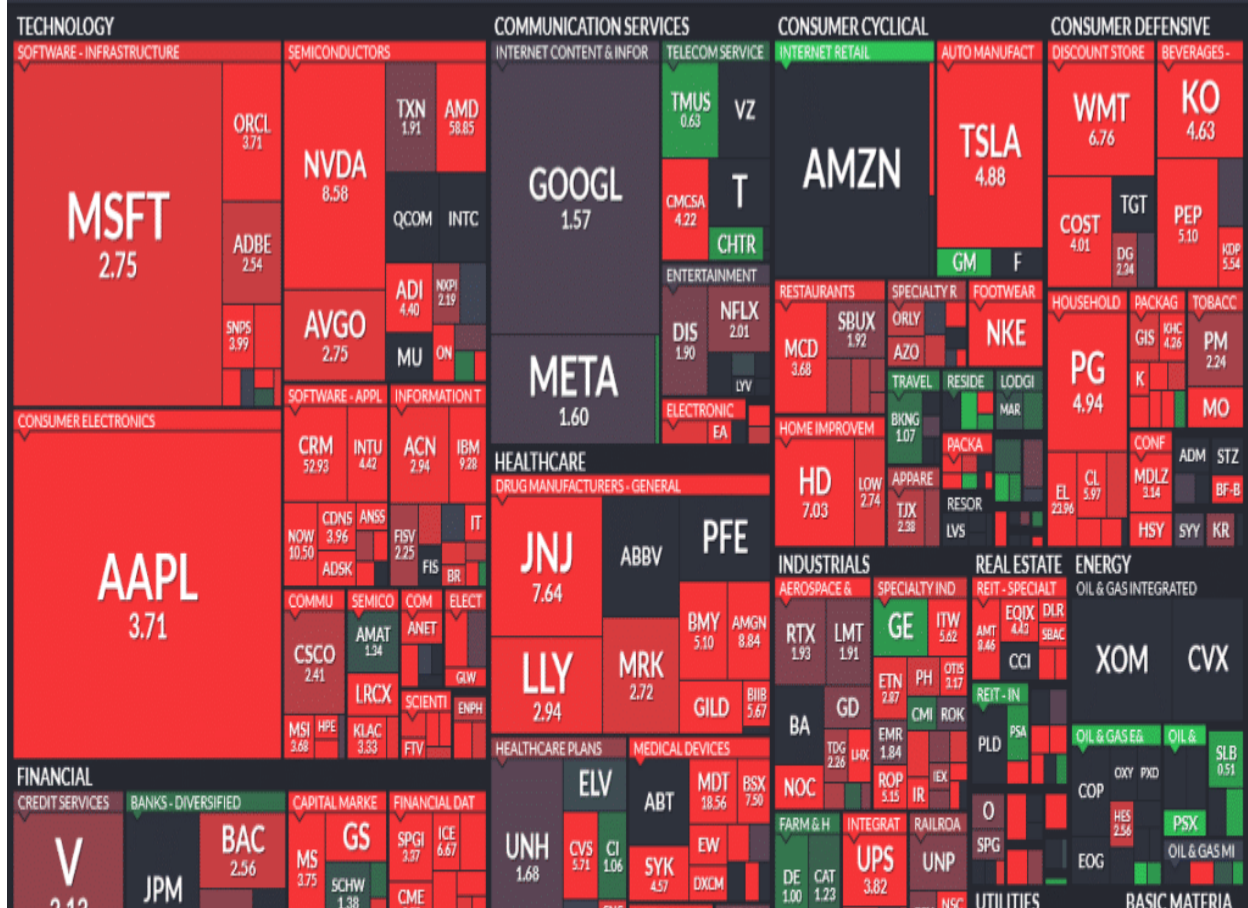 TECHNOLOGY
SOFTWARE - INFRASTRUCTURE
MSFT
2.75
ORCL
3.71
ADBE
2.54
SNPS
3.99
SEMICONDUCTORS
NVDA
8.58
TXN
1.91
AMD
58.85
QCOM
INTC
AVGO
2.75
ADI
4.40
NXPI
2.19
MU
ON
CONSUMER ELECTRONICS
AAPL
3.71
SOFTWARE - APPL
CRM
52.93
INTU
4.42
NOW
10.50
CDNS
3.96
ANSS
ADSK
INFORMATION T
ACN
2.94
IBM
9.28
FISV
2.25
FIS
IT
BR
COMMU
CSCO
2.41
MSI
3.68
HPE
SEMICO
AMAT
1.34
LRCX
KLAC
3.33
COM
ANET
ELECT
GLW
SCIENTI
FTV
ENPH
COMMUNICATION SERVICES
INTERNET CONTENT & INFOR
GOOGL
1.57
META
1.60
TELECOM SERVICE
TMUS
0.63
VZ
CMCSA
4.22
T
CHTR
ENTERTAINMENT
DIS
1.90
NFLX
2.01
LYV
ELECTRONIC
EA
CONSUMER CYCLICAL
INTERNET RETAIL
AMZN
AUTO MANUFACT
TSLA
4.88
GM
F
RESTAURANTS
MCD
3.68
SBUX
1.92
SPECIALTY R
ORLY
AZO
FOOTWEAR
NKE
HOME IMPROVEM
HD
7.03
LOW
2.74
TRAVEL
BKNG
1.07
RESIDE
LODGI
MAR
PACKA
APPARE
TJX
2.38
RESOR
LVS
CONSUMER DEFENSIVE
DISCOUNT STORE
WMT
6.76
COST
4.01
TGT
DG
2.34
BEVERAGES -
KO
4.63
PEP
5.10
KDP
5.54
HOUSEHOLD
PG
4.94
EL
23.96
CL
5.97
PACKAG
GIS
KHC
4.26
K
TOBACC
PM
2.24
MO
CONF
MDLZ
3.14
HSY
ADM
STZ
BF-B
SYY
KR
HEALTHCARE
DRUG MANUFACTURERS - GENERAL
JNJ
7.64
ABBV
PFE
LLY
2.94
MRK
2.72
BMY
5.10
AMGN
8.84
GILD
BIIB
5.67
HEALTHCARE PLANS
UNH
1.68
ELV
CVS
5.71
CI
1.06
MEDICAL DEVICES
ABT
MDT
18.56
BSX
7.50
SYK
4.57
EW
DXCM
INDUSTRIALS
AEROSPACE &
RTX
1.93
LMT
1.91
BA
GD
TDG
2.26
LHX
NOC
SPECIALTY IND
GE
ITW
5.62
ETN
2.87
PH
OTIS
3.17
CMI
ROK
EMR
1.84
ROP
5.15
IR
IEX
FARM & H
DE
1.00
CAT
1.23
INTEGRAT
UPS
3.82
RAILROA
UNP
NSC
REAL ESTATE
REIT - SPECIALT
AMT
8.46
EQIX
4.43
DLR
SBAC
CCI
REIT - IN
PLD
PSA
O
SPG
ENERGY
OIL & GAS INTEGRATED
XOM
CVX
OIL & GAS E&
COP
OXY
PXD
HES
2.56
EOG
OIL &
SLB
0.51
PSX
OIL & GAS MI
UTILITIES
BASIC MATERIA
FINANCIAL
CREDIT SERVICES
V
BANKS - DIVERSIFIED
JPM
BAC
2.56
CAPITAL MARKE
MS
3.75
GS
SCHW
1.38
FINANCIAL DAT
SPGI
3.37
ICE
6.67
CME